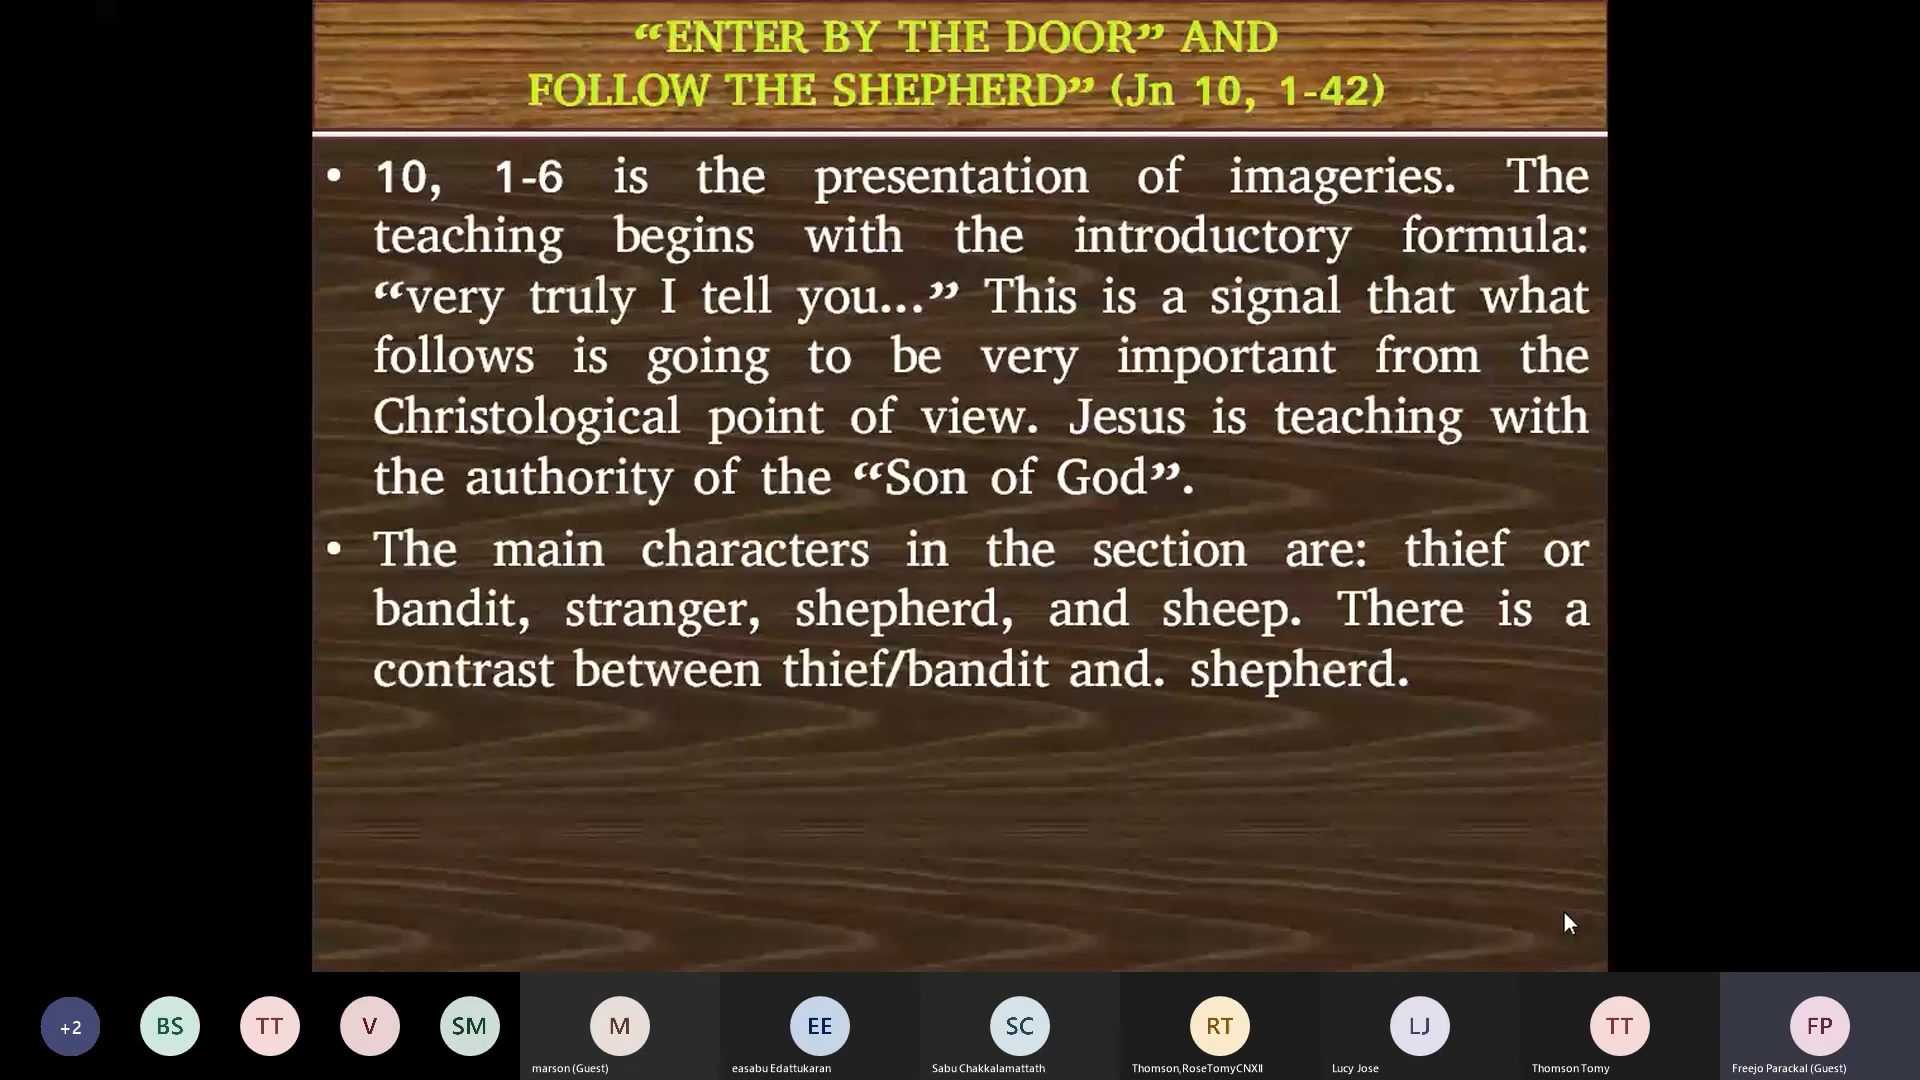 “ENTER BY THE DOOR” AND
FOLLOW THE SHEPHERD” (Jn 10, 1-42)
• 10, 1-6 is the presentation of imageries. The
teaching begins with the introductory formula:
“very truly I tell you...” This is a signal that what
follows is going to be very important from the
Christological point of view. Jesus is teaching with
the authority of the “Son of God”.
• The main characters in the section are: thief or
bandit, stranger, shepherd, and sheep. There is a
contrast between thief/bandit and. shepherd.
+2 BS TT V SM M EE SC RT LJ TT FP
marson (Guest) easabu Edattukaran Sabu Chakkalamattath Thomson,RoseTomyCNXII Lucy Jose Thomson Tomy Freejo Parackal (Guest)